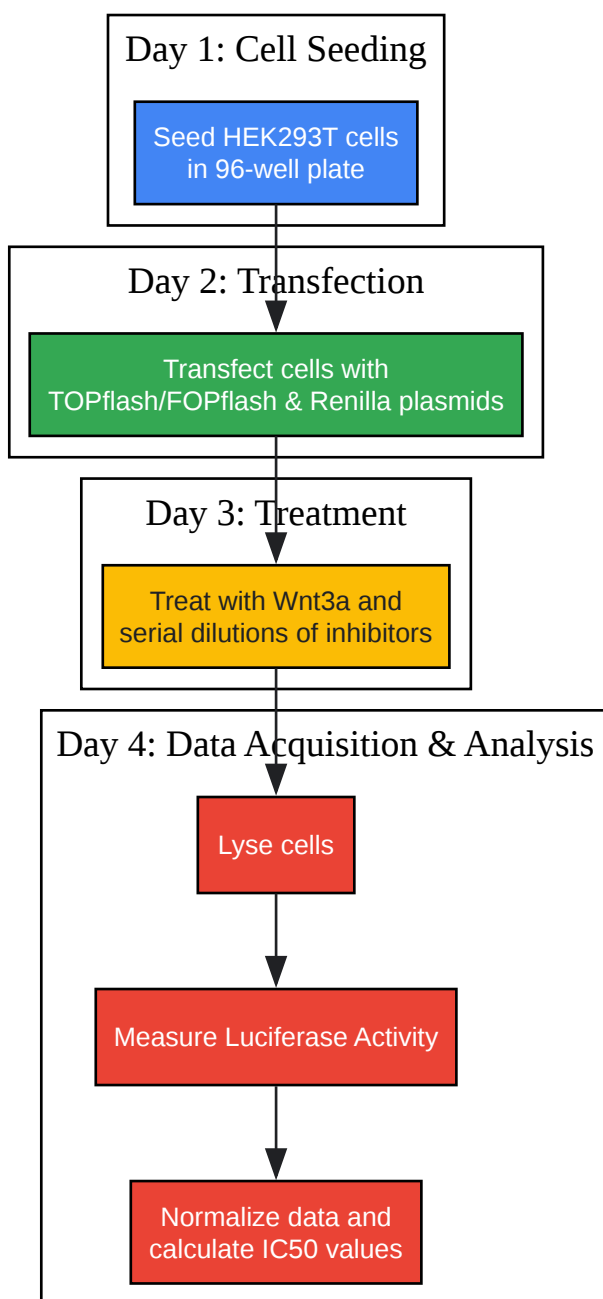 Day 1: Cell Seeding
Seed HEK293T cells
in 96-well plate
Day 2: Transfection
Transfect cells with
TOPflash/FOPflash & Renilla plasmids
Day 3: Treatment
Treat with Wnt3a and
serial dilutions of inhibitors
Day 4: Data Acquisition & Analysis
Lyse cells
Measure Luciferase Activity
Normalize data and
calculate IC50 values